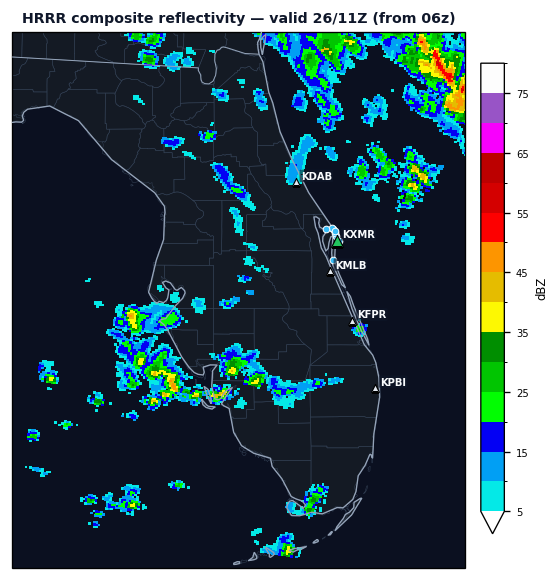 HRRR composite reflectivity — valid 26/11Z (from 06z)
KDAB
KXMR
KMLB
KFPR
KPBI
75
65
55
45
35
25
15
5
dBZ